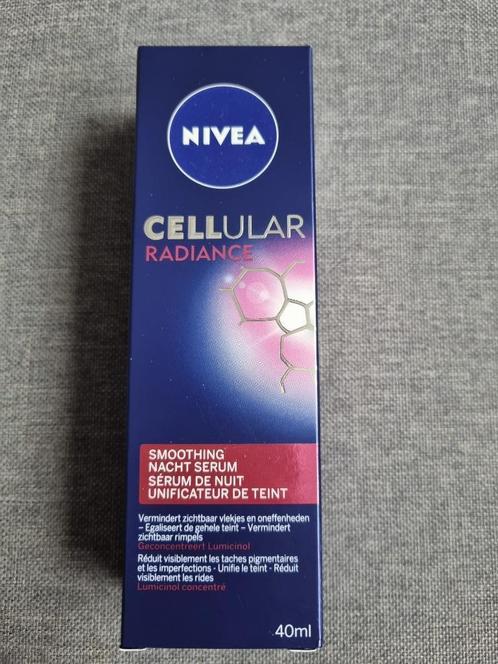 NIVEA
CELLULAR
RADIANCE
SMOOTHING
NACHT SERUM
SÉRUM DE NUIT
UNIFICATEUR DE TEINT
Vermindert zichtbaar vlekjes en oneffenheden
– Egaliseert de gehele teint – Vermindert
zichtbaar rimpels
Geconcentreert Lumicinol
Réduit visiblement les taches pigmentaires
et les imperfections - Unifie le teint - Réduit
visiblement les rides
Lumicinol concentré
40ml